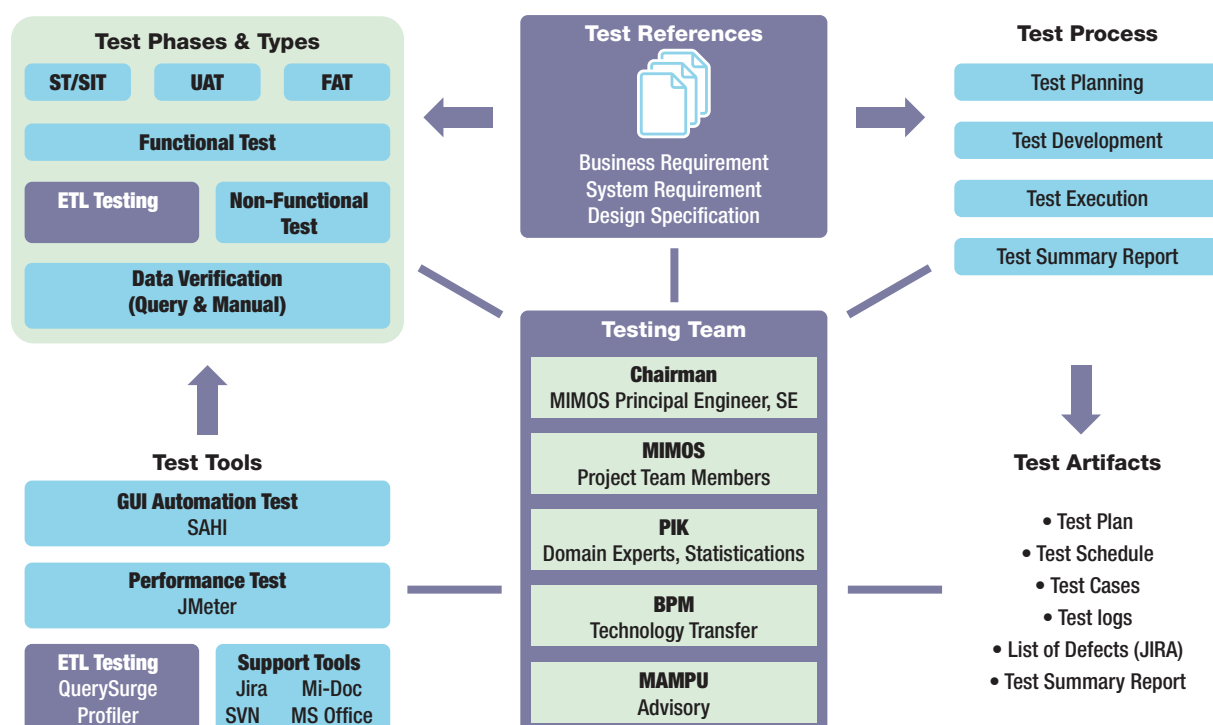 Test Phases & Types
ST/SIT
UAT
FAT
Functional Test
ETL Testing
Non-Functional
Test
Data Verification
(Query & Manual)
Test References
Business Requirement
System Requirement
Design Specification
Test Process
Test Planning
Test Development
Test Execution
Test Summary Report
Testing Team
Chairman
MIMOS Principal Engineer, SE
MIMOS
Project Team Members
PIK
Domain Experts, Statistications
BPM
Technology Transfer
MAMPU
Advisory
Test Tools
GUI Automation Test
SAHI
Performance Test
JMeter
ETL Testing
QuerySurge
Profiler
Support Tools
Jira Mi-Doc
SVN MS Office
Test Artifacts
• Test Plan
• Test Schedule
• Test Cases
• Test logs
• List of Defects (JIRA)
• Test Summary Report